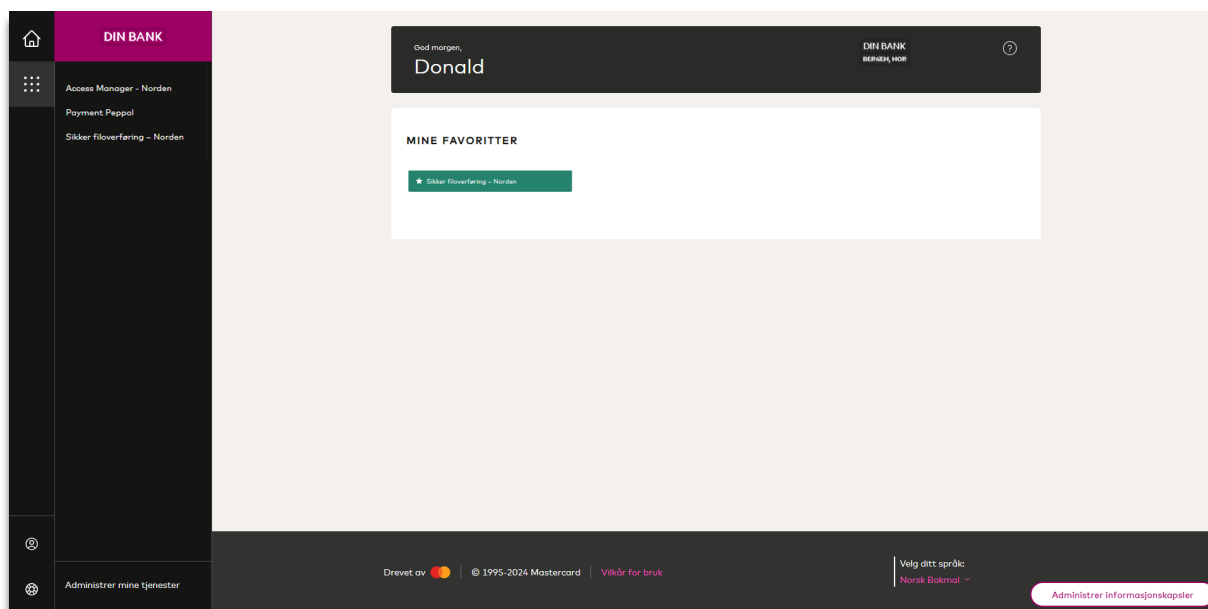 DIN BANK
Access Manager - Norden
Payment Peppol
Sikker filoverføring – Norden
Administrer mine tjenester
God morgen,
Donald
DIN BANK
BERGEN, NOR
?
MINE FAVORITTER
Sikker filoverføring – Norden
Drevet av
© 1995-2024 Mastercard
Vilkår for bruk
Velg ditt språk:
Norsk Bokmal
Administrer informasjonskapsler